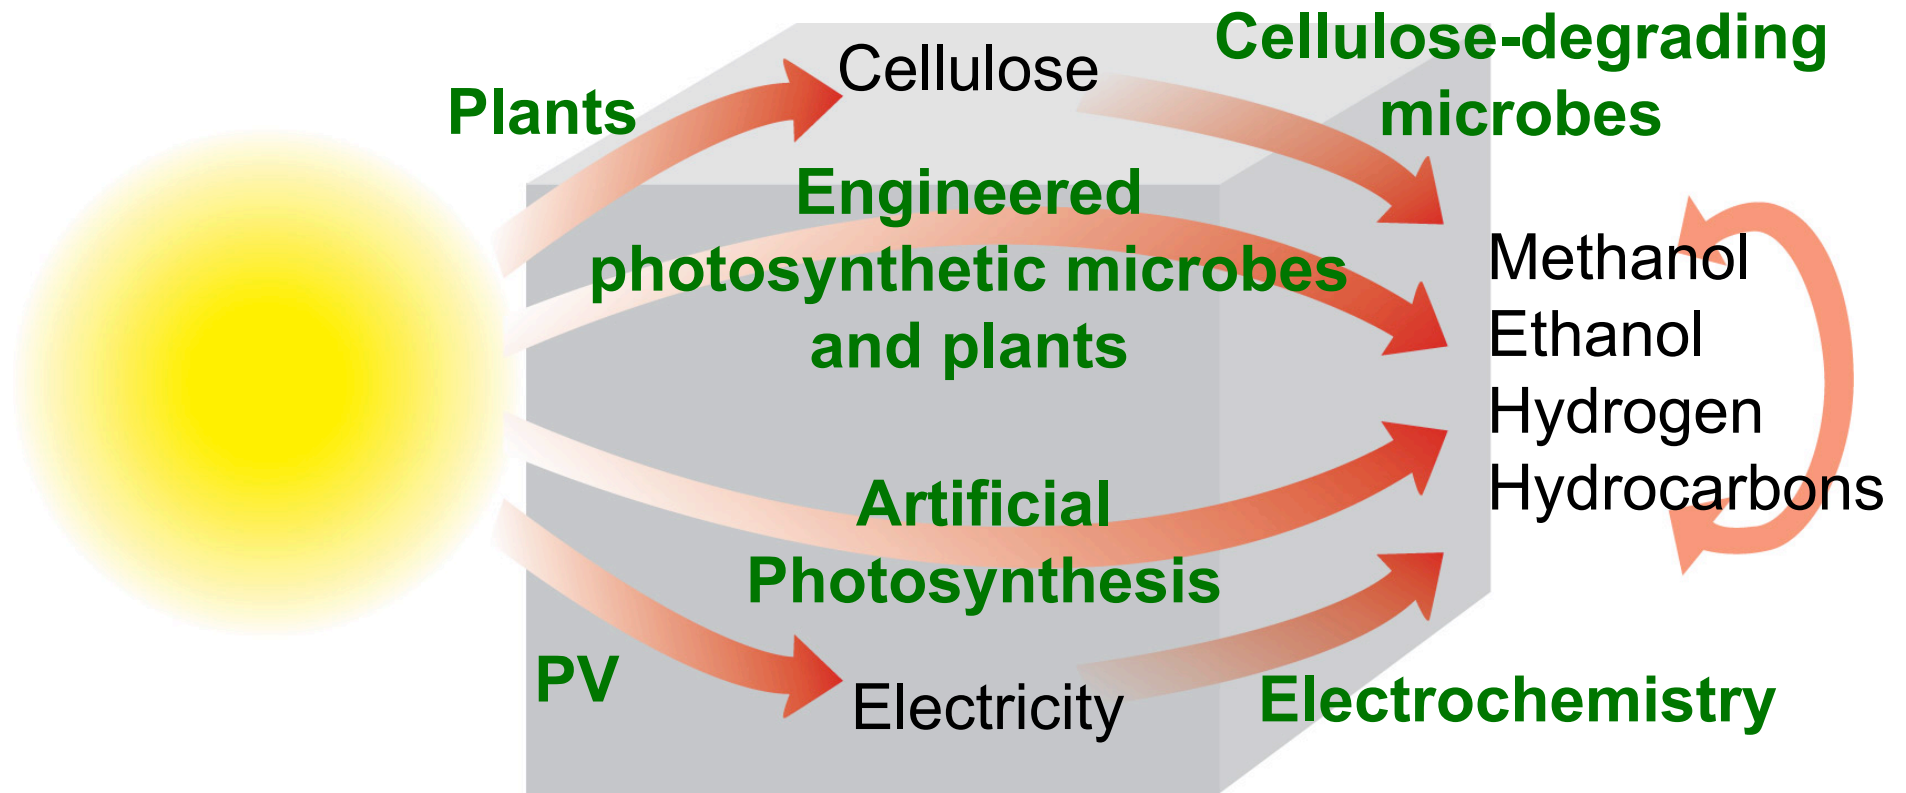 Plants
Cellulose
Cellulose-degrading
microbes
Engineered
photosynthetic microbes
and plants
Methanol
Ethanol
Hydrogen
Hydrocarbons
Artificial
Photosynthesis
PV
Electricity
Electrochemistry